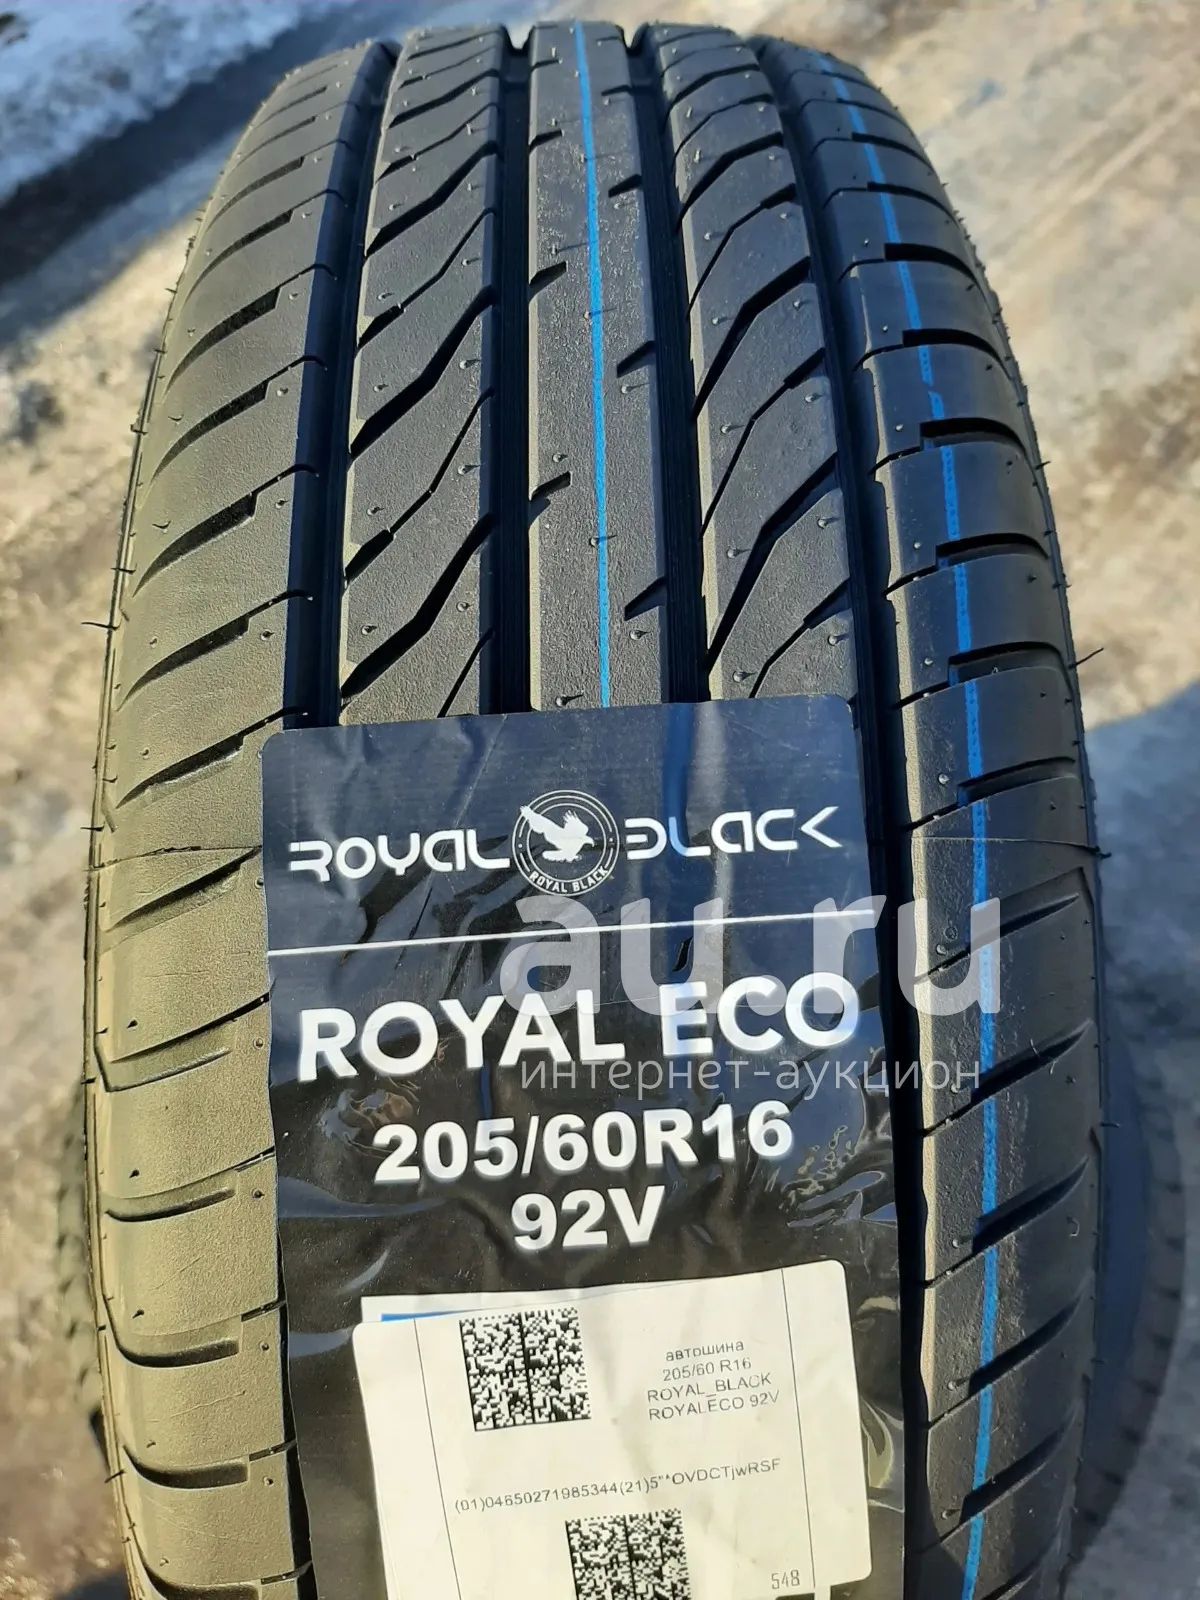 ROYAL BLACK
ROYAL BLACK
au.ru
ROYAL ECO
интернет-аукцион
205/60R16
92V
автошина
205/60 R16
ROYAL_BLACK
ROYALECO 92V
(01)04650271985344(21)5"*OVDCTjwRSF
548